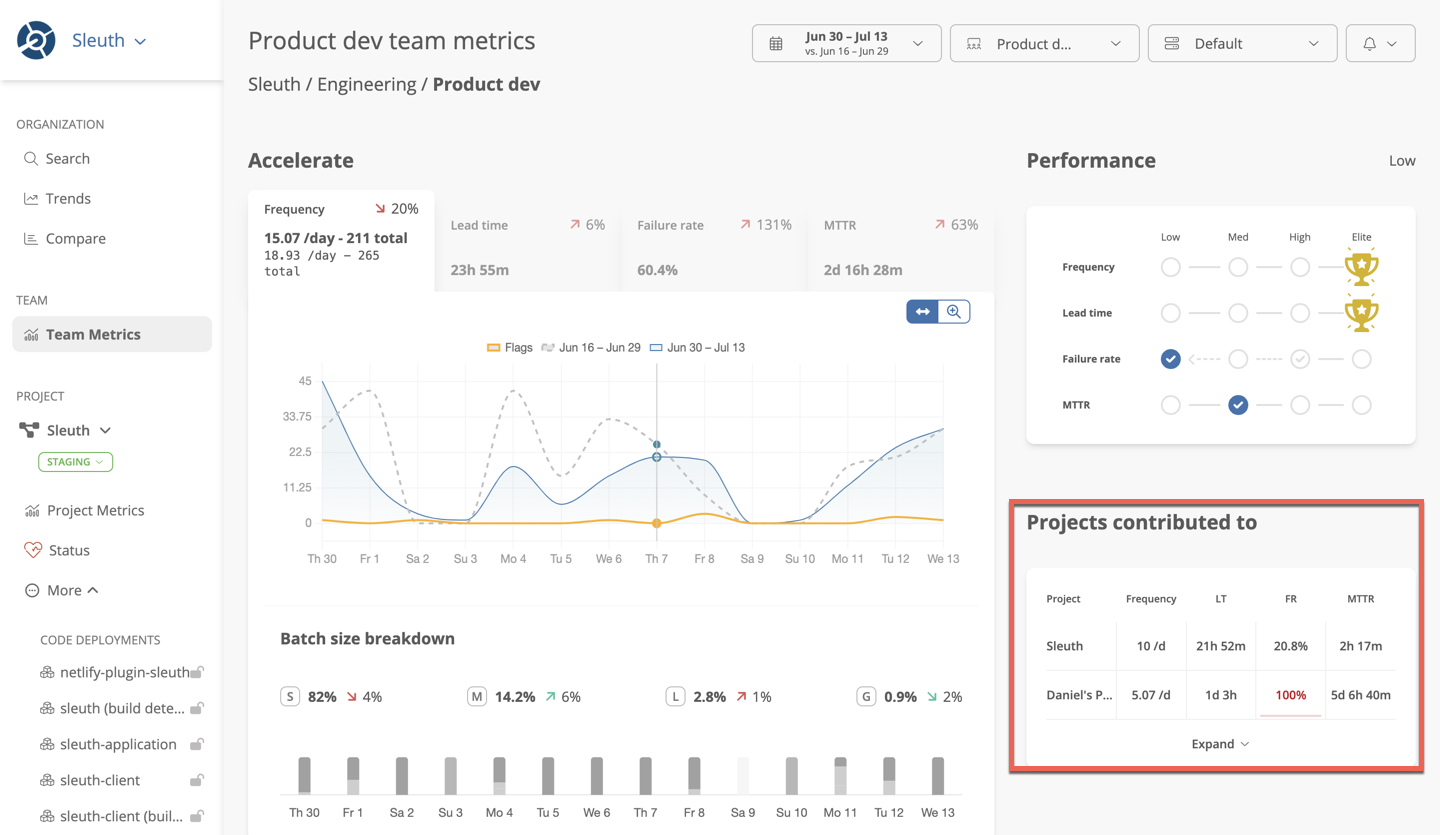 Sleuth
ORGANIZATION
Search
Trends
Compare
TEAM
Team Metrics
PROJECT
Sleuth
STAGING
Project Metrics
Status
More
CODE DEPLOYMENTS
netlify-plugin-sleuth
sleuth (build dete...
sleuth-application
sleuth-client
sleuth-client (buil...
Product dev team metrics
Sleuth / Engineering / Product dev
Jun 30 – Jul 13
vs. Jun 16 – Jun 29
Product d...
Default
Accelerate
Frequency 20%
15.07 /day - 211 total
18.93 /day – 265
total
Lead time 6%
23h 55m
Failure rate 131%
60.4%
MTTR 63%
2d 16h 28m
Flags Jun 16 – Jun 29 Jun 30 – Jul 13
45
33.75
22.5
11.25
0
Th 30 Fr 1 Sa 2 Su 3 Mo 4 Tu 5 We 6 Th 7 Fr 8 Sa 9 Su 10 Mo 11 Tu 12 We 13
Batch size breakdown
S 82% 4% M 14.2% 6% L 2.8% 1% G 0.9% 2%
Th 30 Fr 1 Sa 2 Su 3 Mo 4 Tu 5 We 6 Th 7 Fr 8 Sa 9 Su 10 Mo 11 Tu 12 We 13
Performance Low
Low Med High Elite
Frequency
Lead time
Failure rate
MTTR
Projects contributed to
Project Frequency LT FR MTTR
Sleuth 10 /d 21h 52m 20.8% 2h 17m
Daniel's P... 5.07 /d 1d 3h 100% 5d 6h 40m
Expand